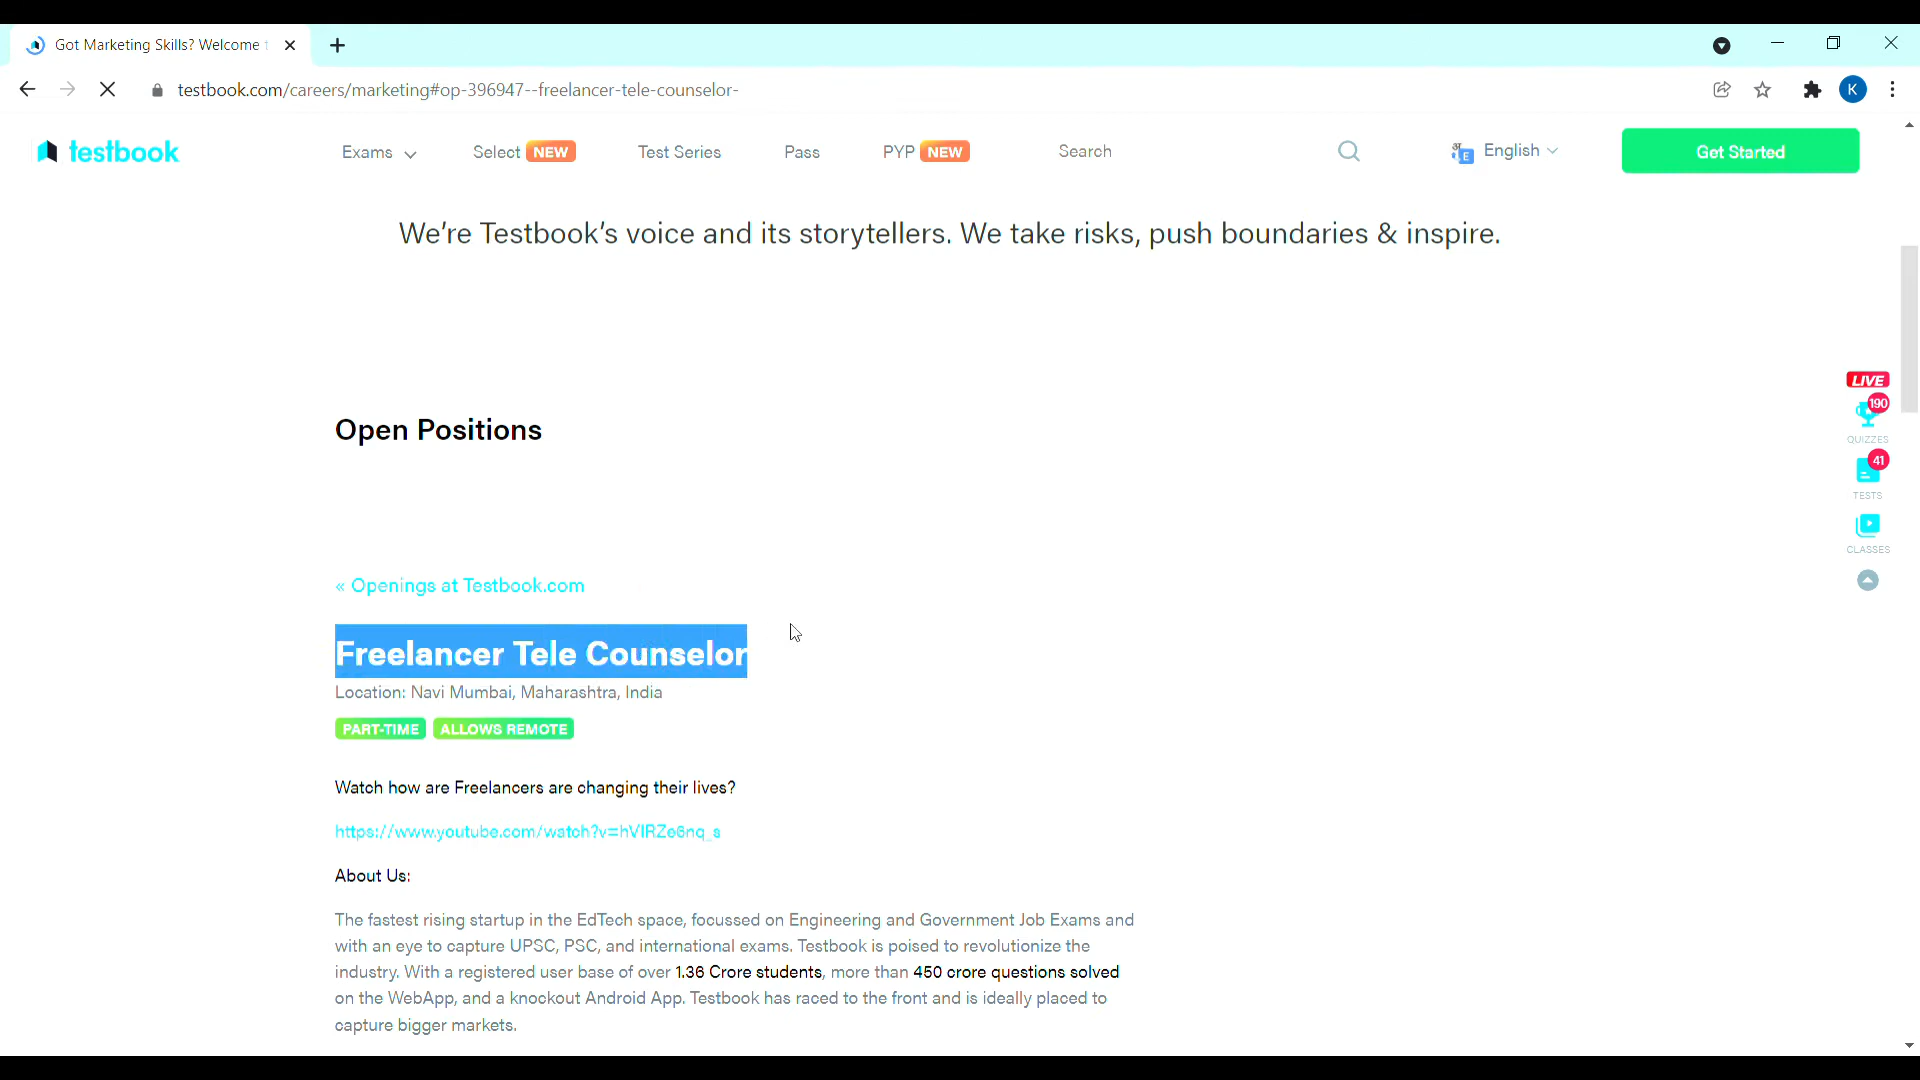 Got Marketing Skills? Welcome t
testbook.com/careers/marketing#op-396947--freelancer-tele-counselor-
K
testbook
Exams
Select NEW
Test Series
Pass
PYP NEW
Search
English
Get Started
We're Testbook's voice and its storytellers. We take risks, push boundaries & inspire.
LIVE
190
QUIZZES
41
TESTS
CLASSES
Open Positions
« Openings at Testbook.com
Freelancer Tele Counselor
Location: Navi Mumbai, Maharashtra, India
PART-TIME ALLOWS REMOTE
Watch how are Freelancers are changing their lives?
https://www.youtube.com/watch?v=hVIRZe6nq_s
About Us:
The fastest rising startup in the EdTech space, focussed on Engineering and Government Job Exams and
with an eye to capture UPSC, PSC, and international exams. Testbook is poised to revolutionize the
industry. With a registered user base of over 1.36 Crore students, more than 450 crore questions solved
on the WebApp, and a knockout Android App. Testbook has raced to the front and is ideally placed to
capture bigger markets.